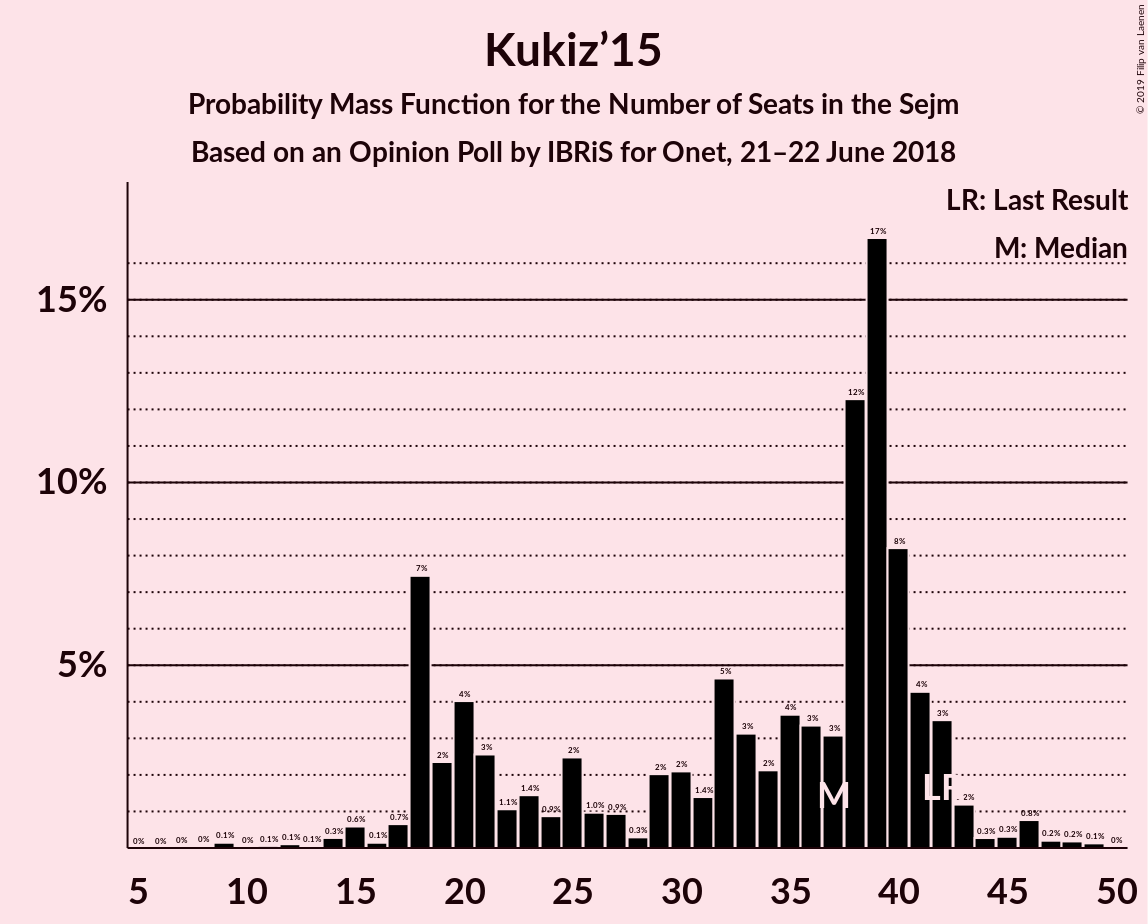 © 2019 Filip van Laenen
Kukiz’15
Probability Mass Function for the Number of Seats in the Sejm
Based on an Opinion Poll by IBRiS for Onet, 21–22 June 2018
LR: Last Result
M: Median
15%
10%
5%
0% 0% 0% 0% 0.1% 0% 0.1% 0.1% 0.1% 0.3% 0.6% 0.1% 0.7% 7% 2% 4% 3% 1.1% 1.4% 0.9% 2% 1.0% 0.9% 0.3% 2% 2% 1.4% 5% 3% 2% 4% 3% 3% 12% 17% 8% 4% 3% 2% 0.3% 0.3% 0.8% 0.2% 0.2% 0.1% 0%
M LR
5 10 15 20 25 30 35 40 45 50